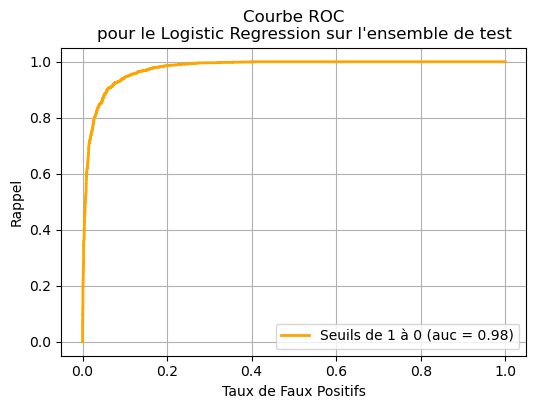 Courbe ROC
pour le Logistic Regression sur l'ensemble de test
1.0
0.8
0.6
0.4
0.2
0.0
Rappel
Seuils de 1 à 0 (auc = 0.98)
0.0 0.2 0.4 0.6 0.8 1.0
Taux de Faux Positifs